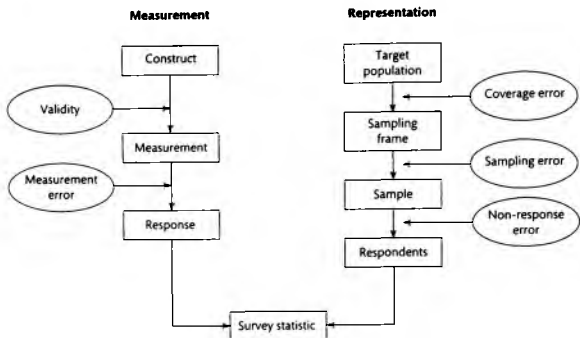 Measurement
Representation
Construct
Target
population
Validity
Coverage error
Measurement
Sampling
frame
Measurement
error
Sampling error
Response
Sample
Non-response
error
Respondents
Survey statistic